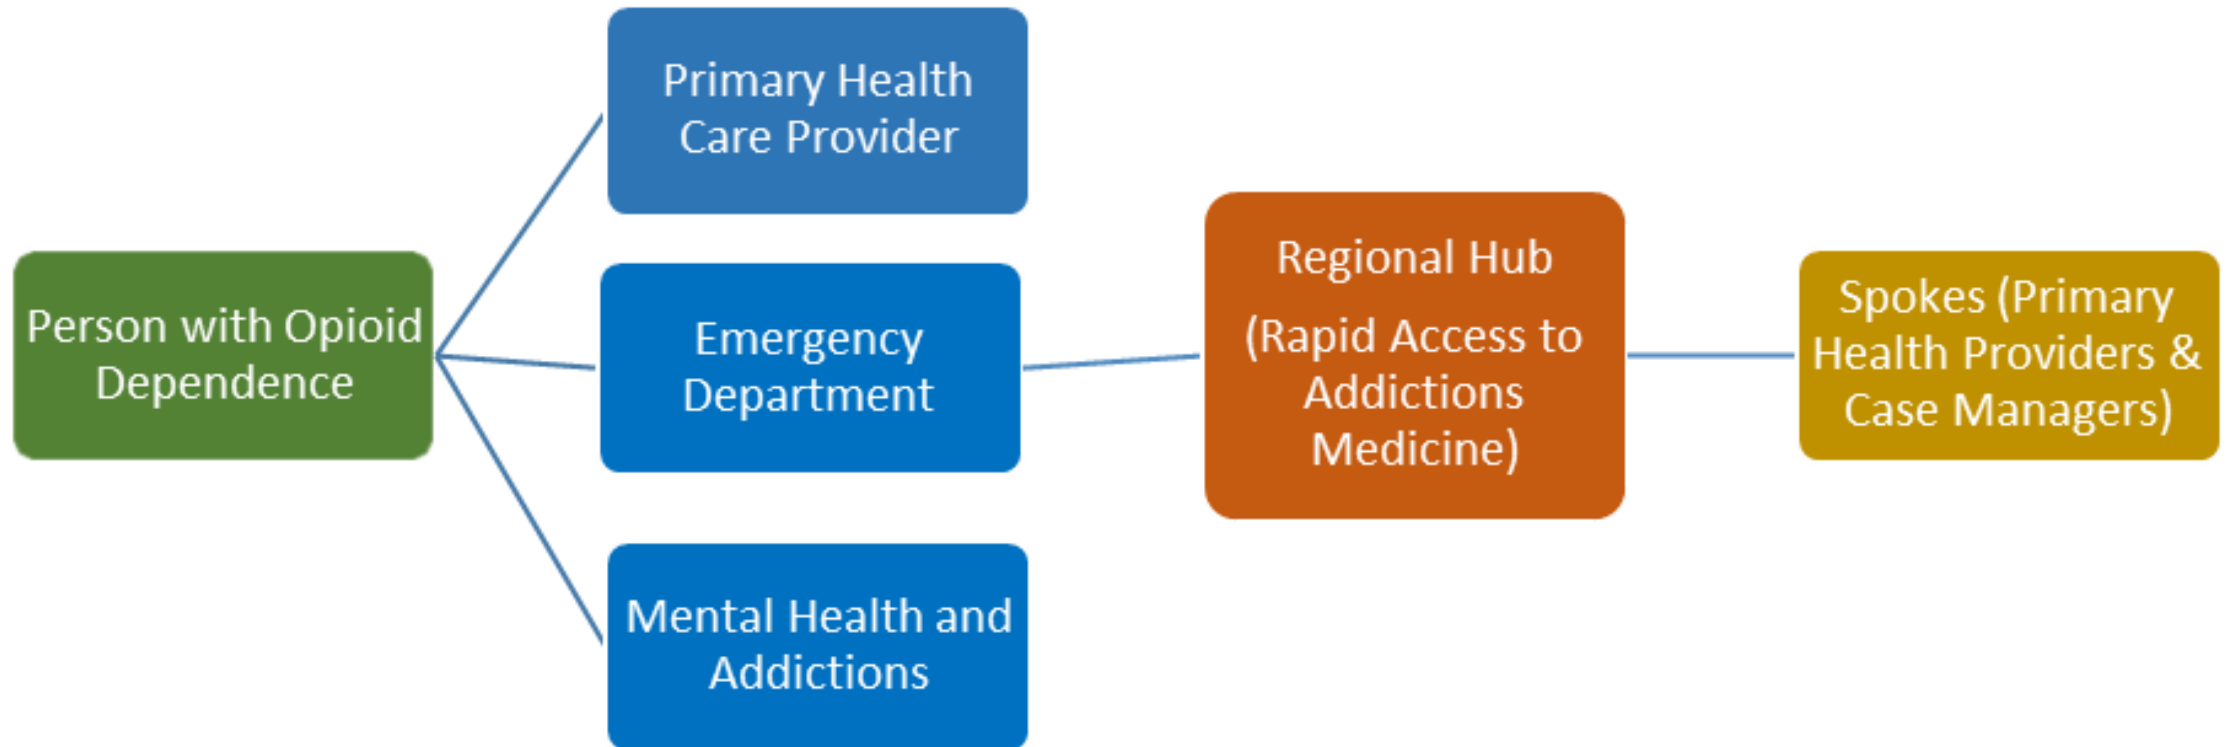 Primary Health
Care Provider
Person with Opioid
Dependence
Emergency
Department
Mental Health and
Addictions
Regional Hub
(Rapid Access to
Addictions
Medicine)
Spokes (Primary
Health Providers &
Case Managers)